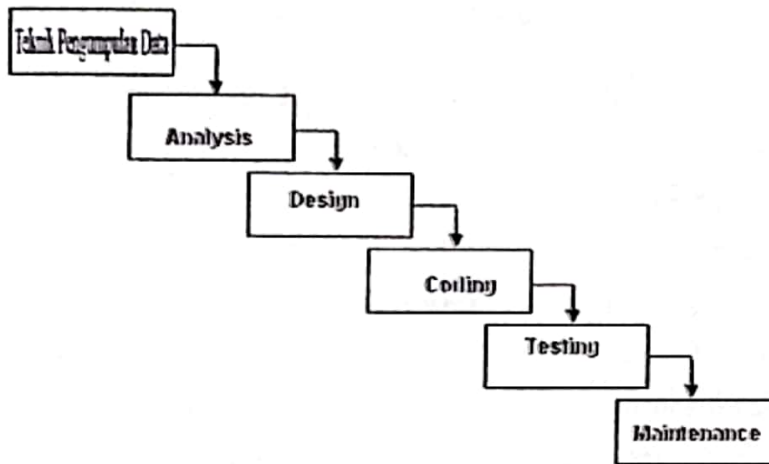 Teknik Pengumpulan Data
Analysis
Design
Coding
Testing
Maintenance